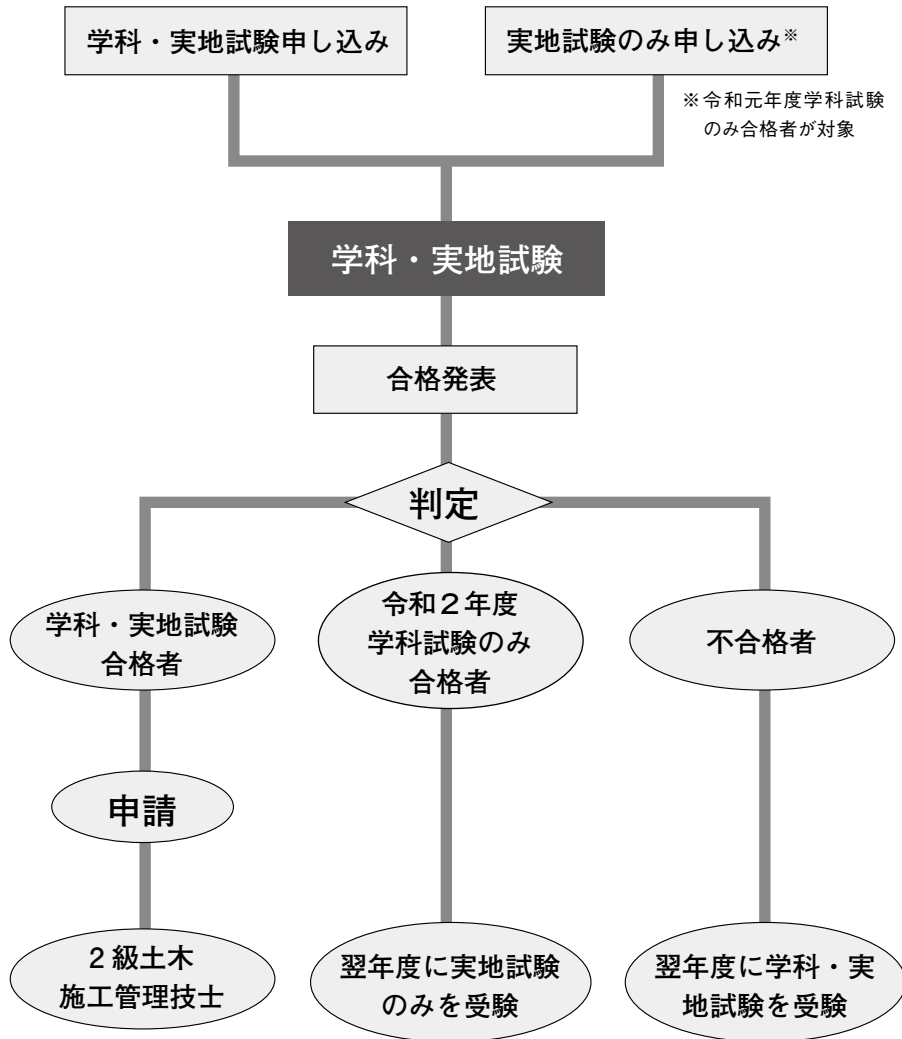 学科・実地試験申し込み
実地試験のみ申し込み※
※令和元年度学科試験
のみ合格者が対象
学科・実地試験
合格発表
判定
学科・実地試験
合格者
令和２年度
学科試験のみ
合格者
不合格者
申請
２級土木
施工管理技士
翌年度に実地試験
のみを受験
翌年度に学科・実
地試験を受験